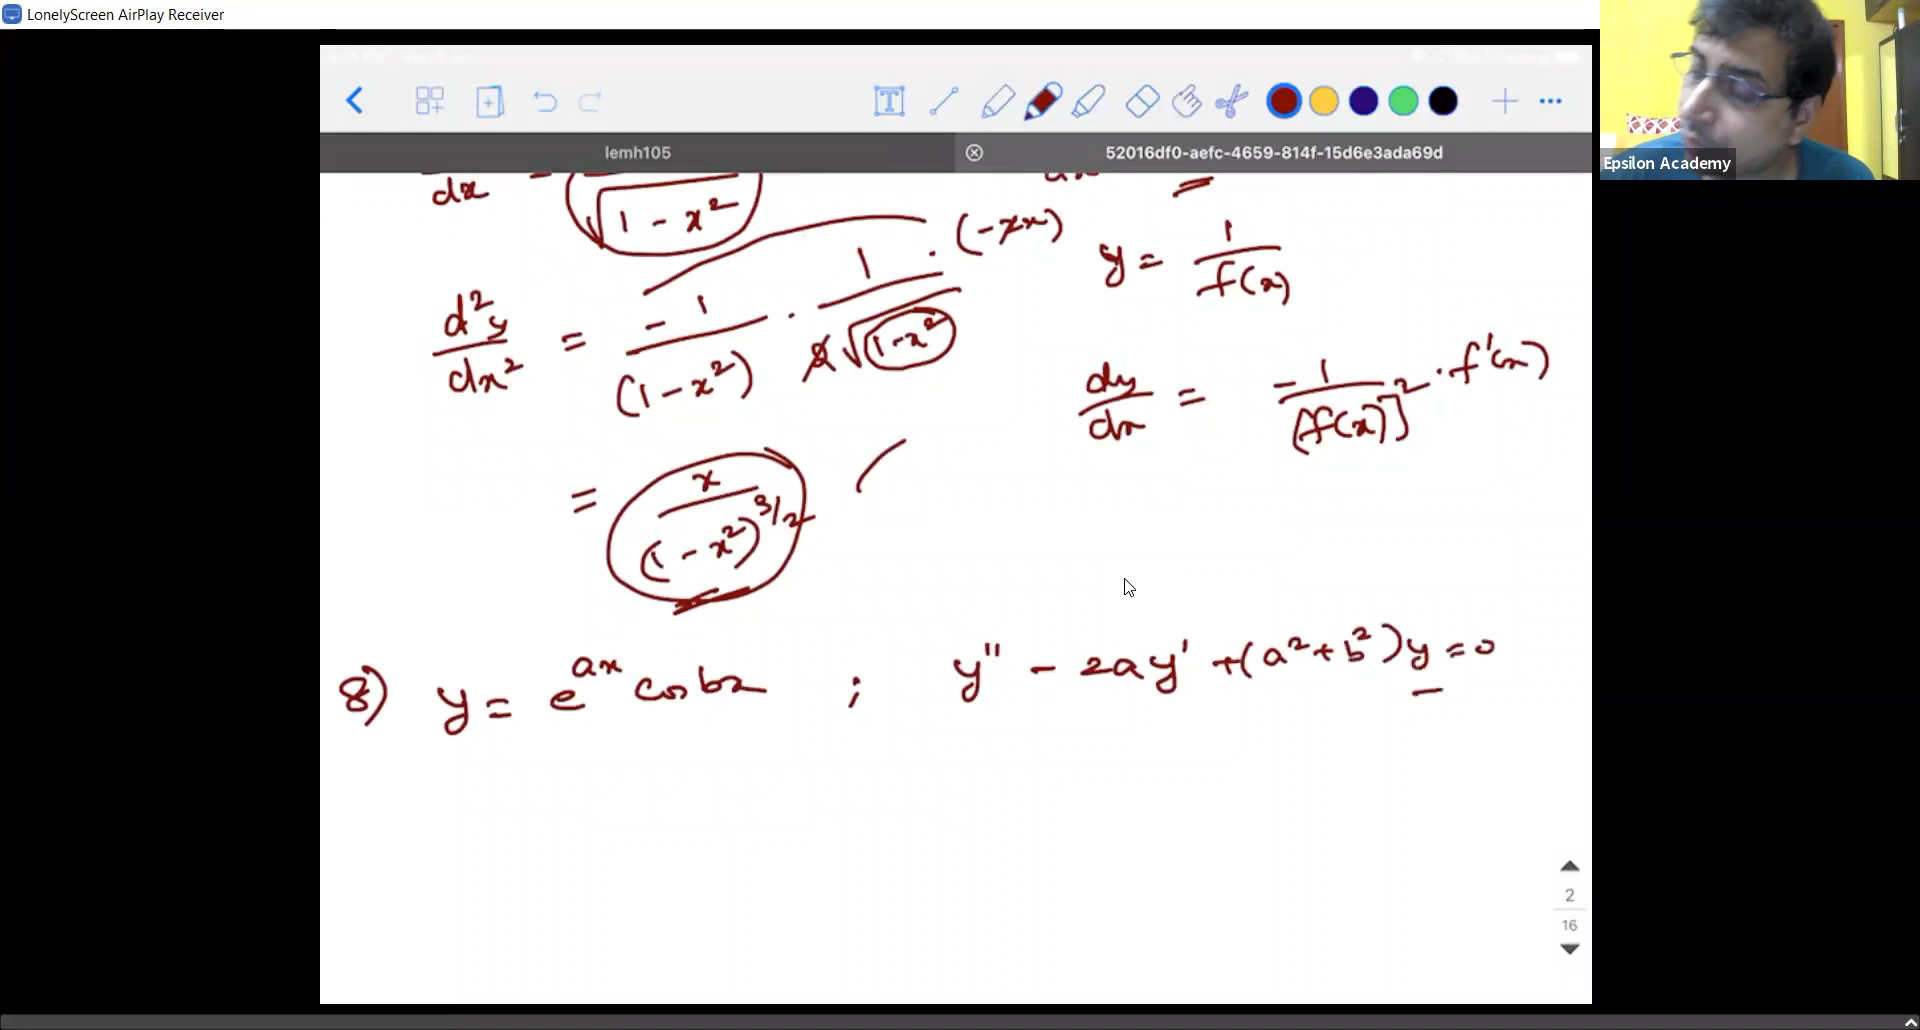 LonelyScreen AirPlay Receiver
Epsilon Academy
lemh105
52016df0-aefc-4659-814f-15d6e3ada69d
dx = √(1 - x²)
y = 1/f(x)
d²y/dx² = -1/(1-x²) · 1/(2√(1-x²)) · (-2x)
dy/dx = -1/[f(x)]² · f'(x)
= x/(1-x²)^3/2
8) y = e^ax cos bx ; y'' - 2ay' + (a² + b²)y = 0
2
16